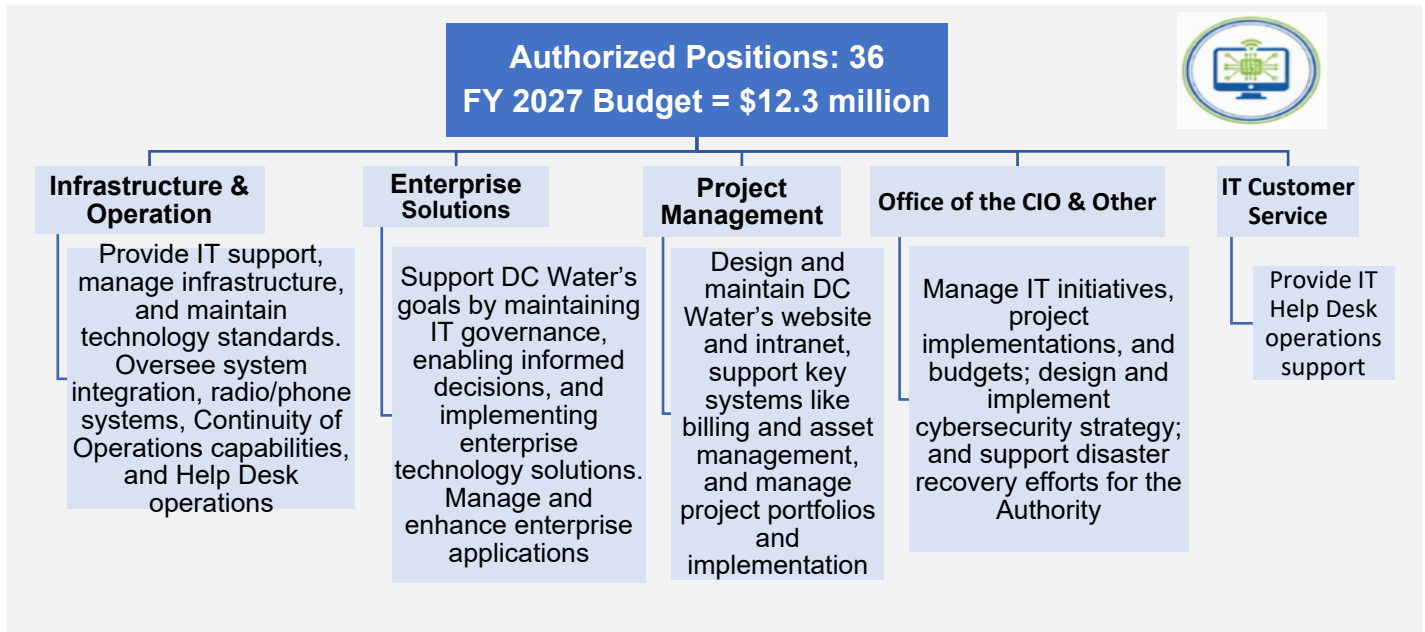 Authorized Positions: 36
FY 2027 Budget = $12.3 million
Infrastructure &
Operation
Provide IT support,
manage infrastructure,
and maintain
technology standards.
Oversee system
integration, radio/phone
systems, Continuity of
Operations capabilities,
and Help Desk
operations
Enterprise
Solutions
Support DC Water’s
goals by maintaining
IT governance,
enabling informed
decisions, and
implementing
enterprise
technology solutions.
Manage and
enhance enterprise
applications
Project
Management
Design and
maintain DC
Water’s website
and intranet,
support key
systems like
billing and asset
management,
and manage
project portfolios
and
implementation
Office of the CIO & Other
Manage IT initiatives,
project
implementations, and
budgets; design and
implement
cybersecurity strategy;
and support disaster
recovery efforts for the
Authority
IT Customer
Service
Provide IT
Help Desk
operations
support